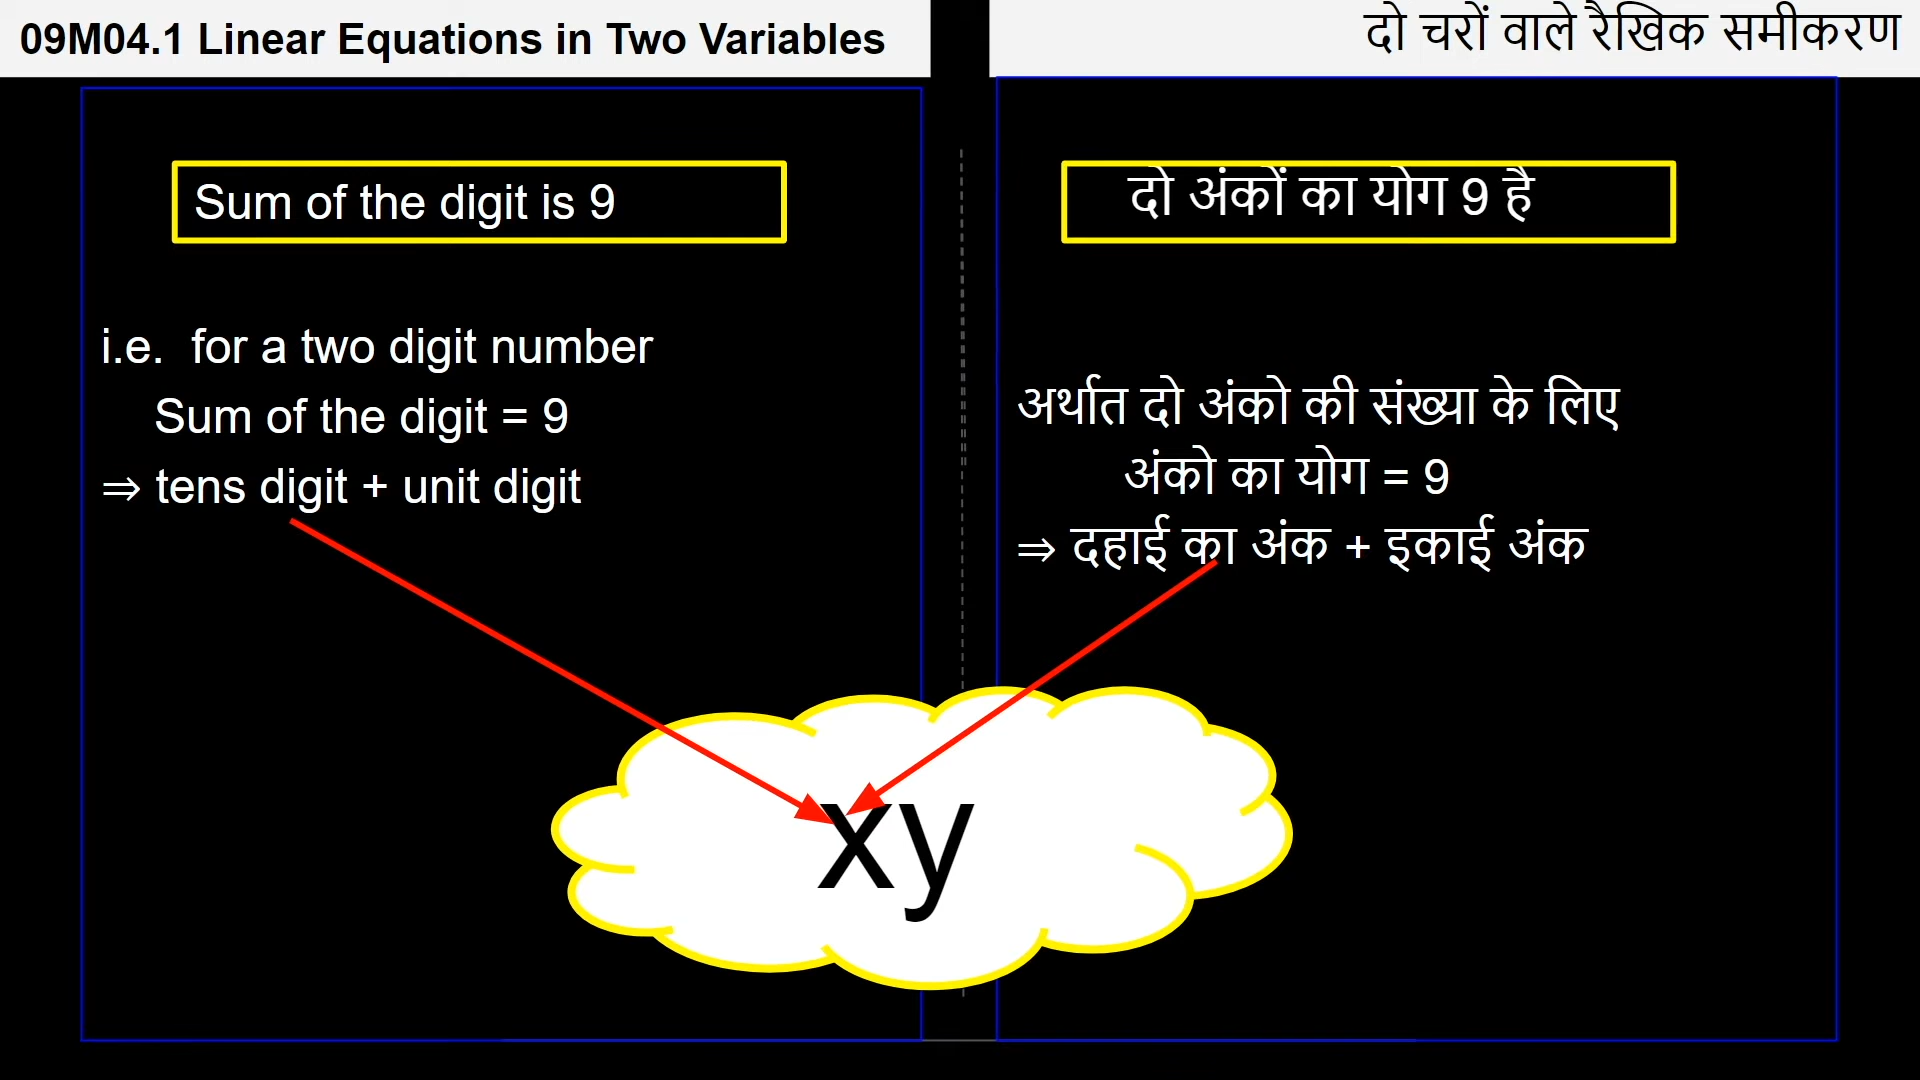 09M04.1 Linear Equations in Two Variables
दो चरों वाले रैखिक समीकरण
Sum of the digit is 9
i.e. for a two digit number
Sum of the digit = 9
⇒ tens digit + unit digit
दो अंकों का योग 9 है
अर्थात दो अंको की संख्या के लिए
अंको का योग = 9
⇒ दहाई का अंक + इकाई अंक
xy